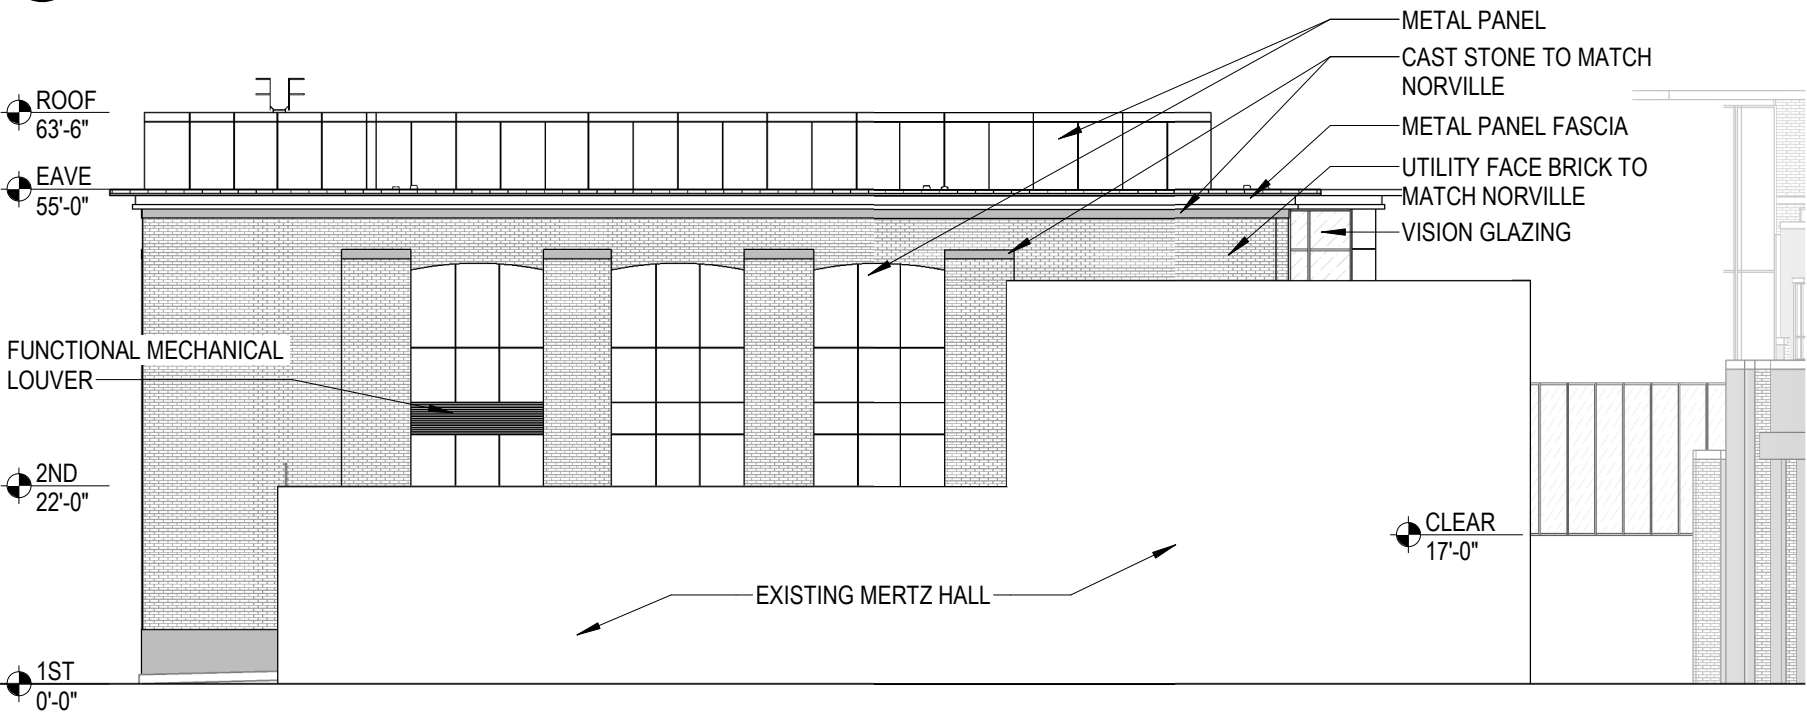 METAL PANEL
CAST STONE TO MATCH
NORVILLE
ROOF
63'-6"
METAL PANEL FASCIA
UTILITY FACE BRICK TO
MATCH NORVILLE
EAVE
55'-0"
VISION GLAZING
FUNCTIONAL MECHANICAL
LOUVER
2ND
22'-0"
CLEAR
17'-0"
EXISTING MERTZ HALL
1ST
0'-0"